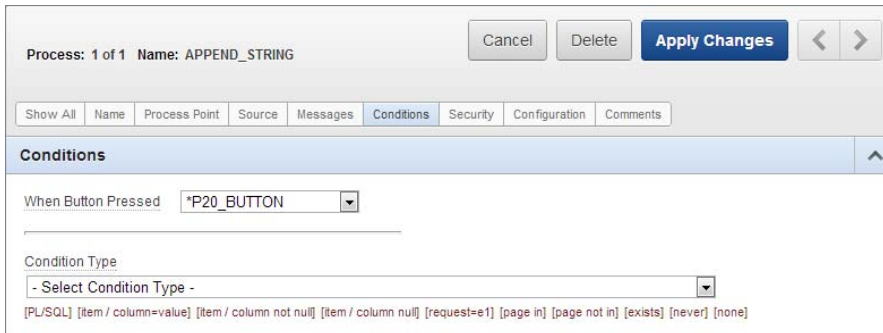 Process: 1 of 1 Name: APPEND_STRING
Cancel Delete Apply Changes < >
Show All Name Process Point Source Messages Conditions Security Configuration Comments
Conditions
When Button Pressed *P20_BUTTON
Condition Type
- Select Condition Type -
[PL/SQL] [item / column=value] [item / column not null] [item / column null] [request=e1] [page in] [page not in] [exists] [never] [none]